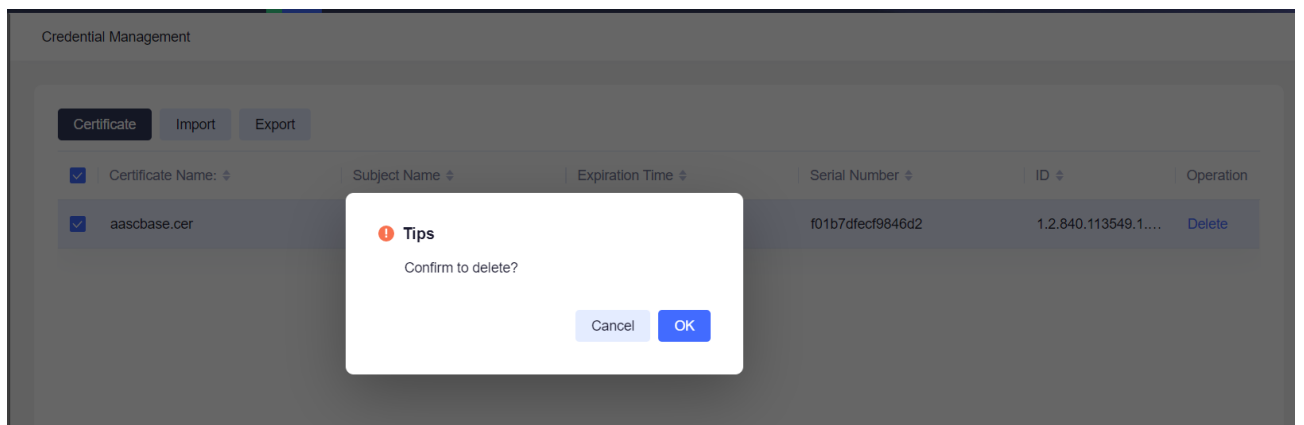 Credential Management
Certificate Import Export
Certificate Name: Subject Name Expiration Time Serial Number ID Operation
aascbase.cer f01b7dfecf9846d2 1.2.840.113549.1.... Delete
Tips
Confirm to delete?
Cancel OK